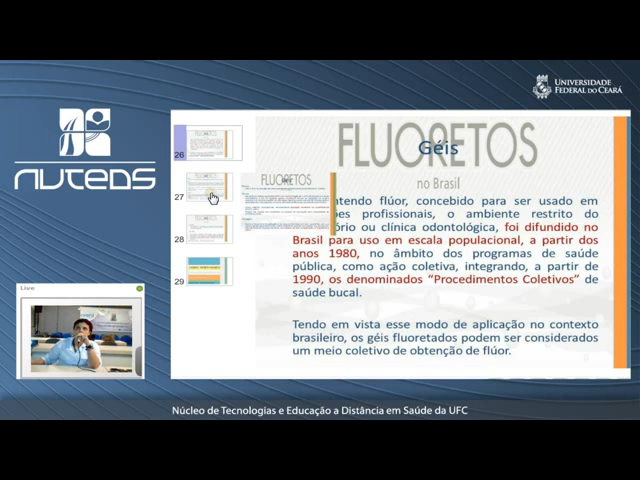 UNIVERSIDADE
FEDERAL DO CEARÁ
NUTEDS
FLUORETOS
Géis
no Brasil
26
27
28
29
FLUORETOS
ntendo flúor, concebido para ser usado em
ões profissionais, o ambiente restrito do
ório ou clínica odontológica, foi difundido no
Brasil para uso em escala populacional, a partir dos
anos 1980, no âmbito dos programas de saúde
pública, como ação coletiva, integrando, a partir de
1990, os denominados “Procedimentos Coletivos” de
saúde bucal.
Tendo em vista esse modo de aplicação no contexto
brasileiro, os géis fluoretados podem ser considerados
um meio coletivo de obtenção de flúor.
Live
Núcleo de Tecnologias e Educação a Distância em Saúde da UFC